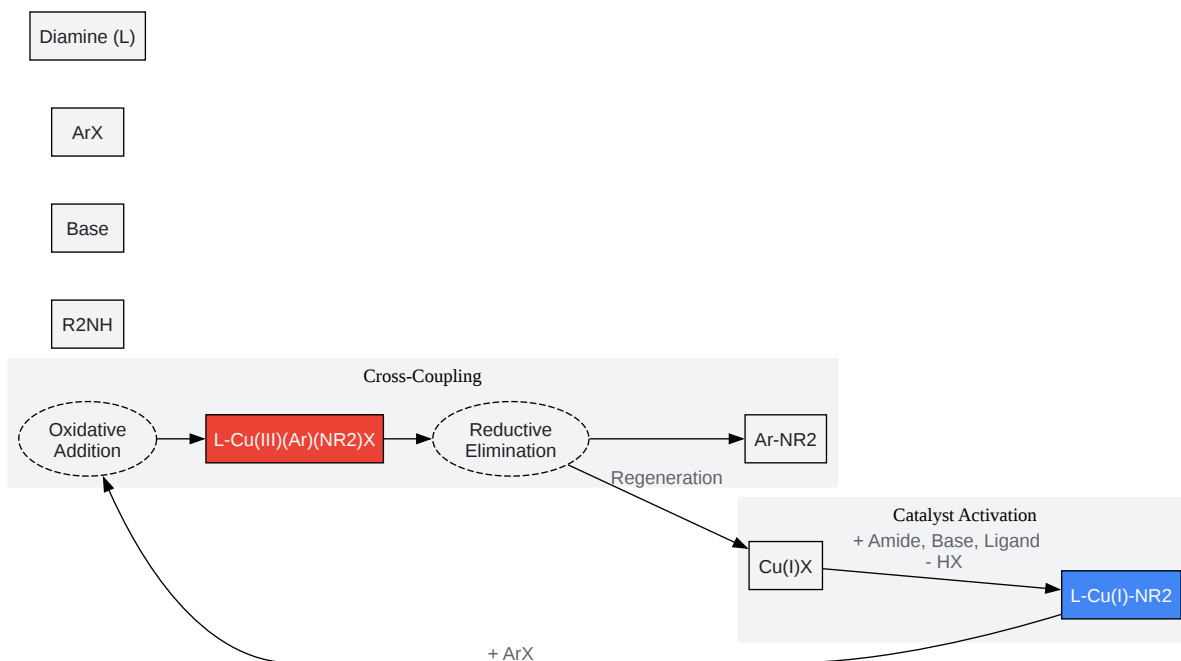 Diamine (L)
ArX
Base
R2NH
Cross-Coupling
Oxidative
Addition
L-Cu(III)(Ar)(NR2)X
Reductive
Elimination
Ar-NR2
Regeneration
Catalyst Activation
+ Amide, Base, Ligand
- HX
Cu(I)X
L-Cu(I)-NR2
+ ArX